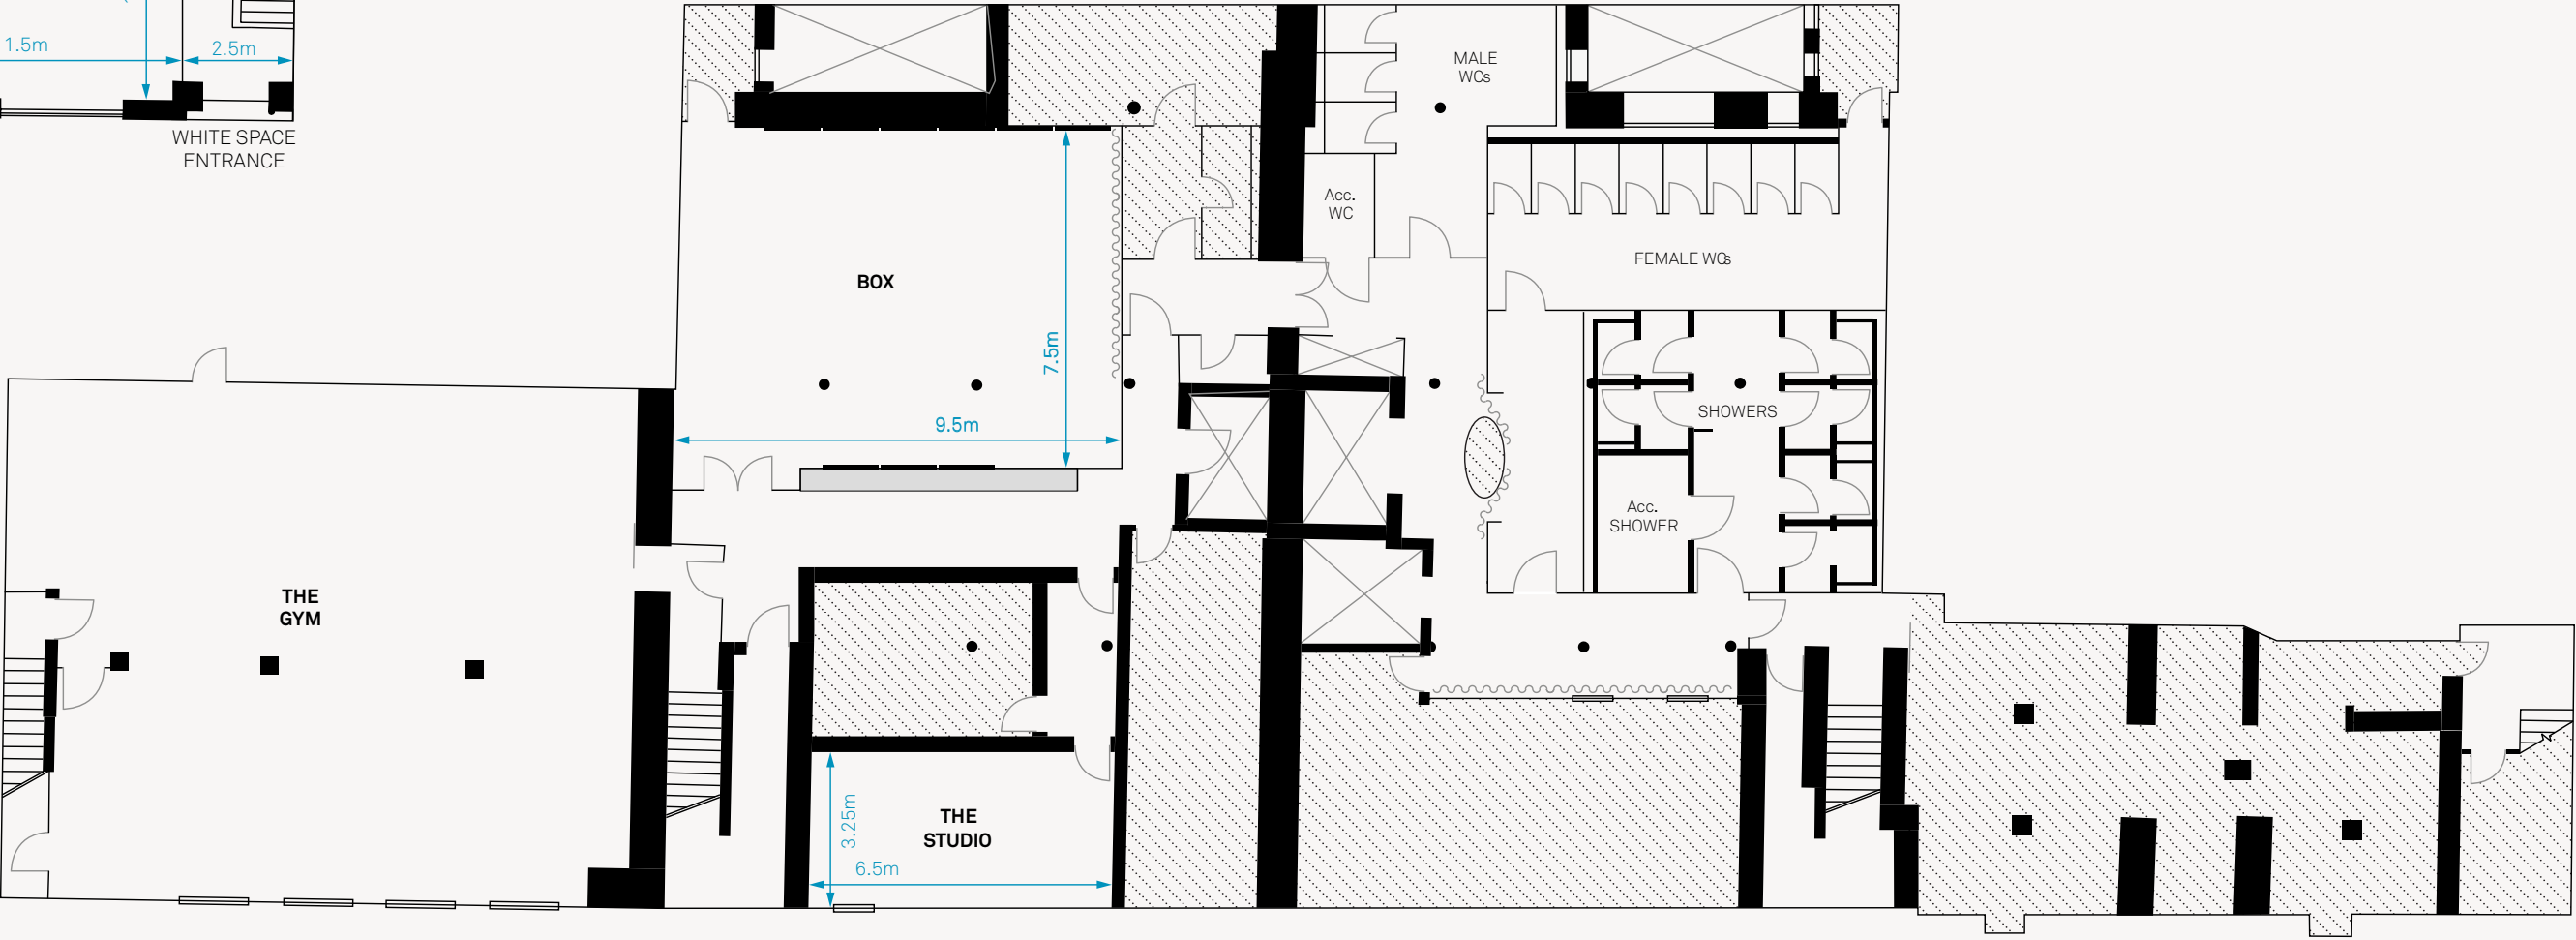 1.5m
2.5m
WHITE SPACE
ENTRANCE
MALE
WCs
Acc.
WC
FEMALE WCs
BOX
7.5m
9.5m
SHOWERS
Acc.
SHOWER
THE
GYM
THE
STUDIO
3.25m
6.5m